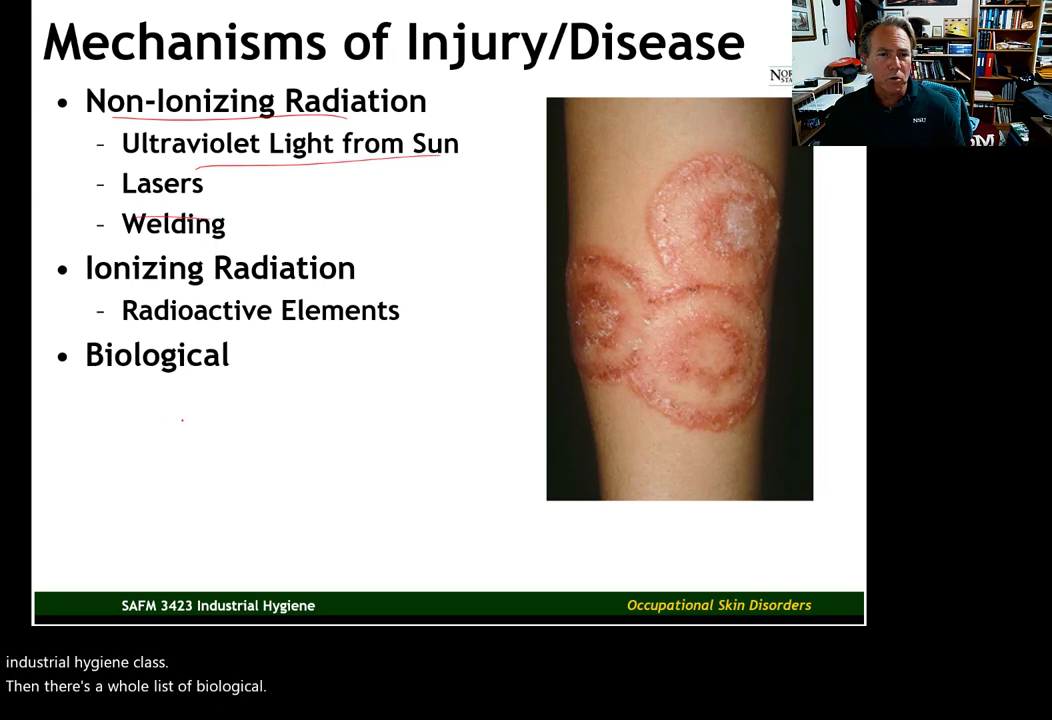 Mechanisms of Injury/Disease
• Non-Ionizing Radiation
- Ultraviolet Light from Sun
- Lasers
- Welding
• Ionizing Radiation
- Radioactive Elements
• Biological
NSU
SAFM 3423 Industrial Hygiene
Occupational Skin Disorders
industrial hygiene class.
Then there's a whole list of biological.